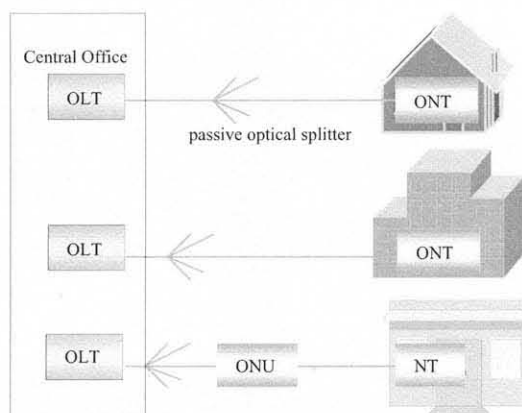 Central Office
OLT
ONT
passive optical splitter
OLT
ONT
OLT
ONU
NT